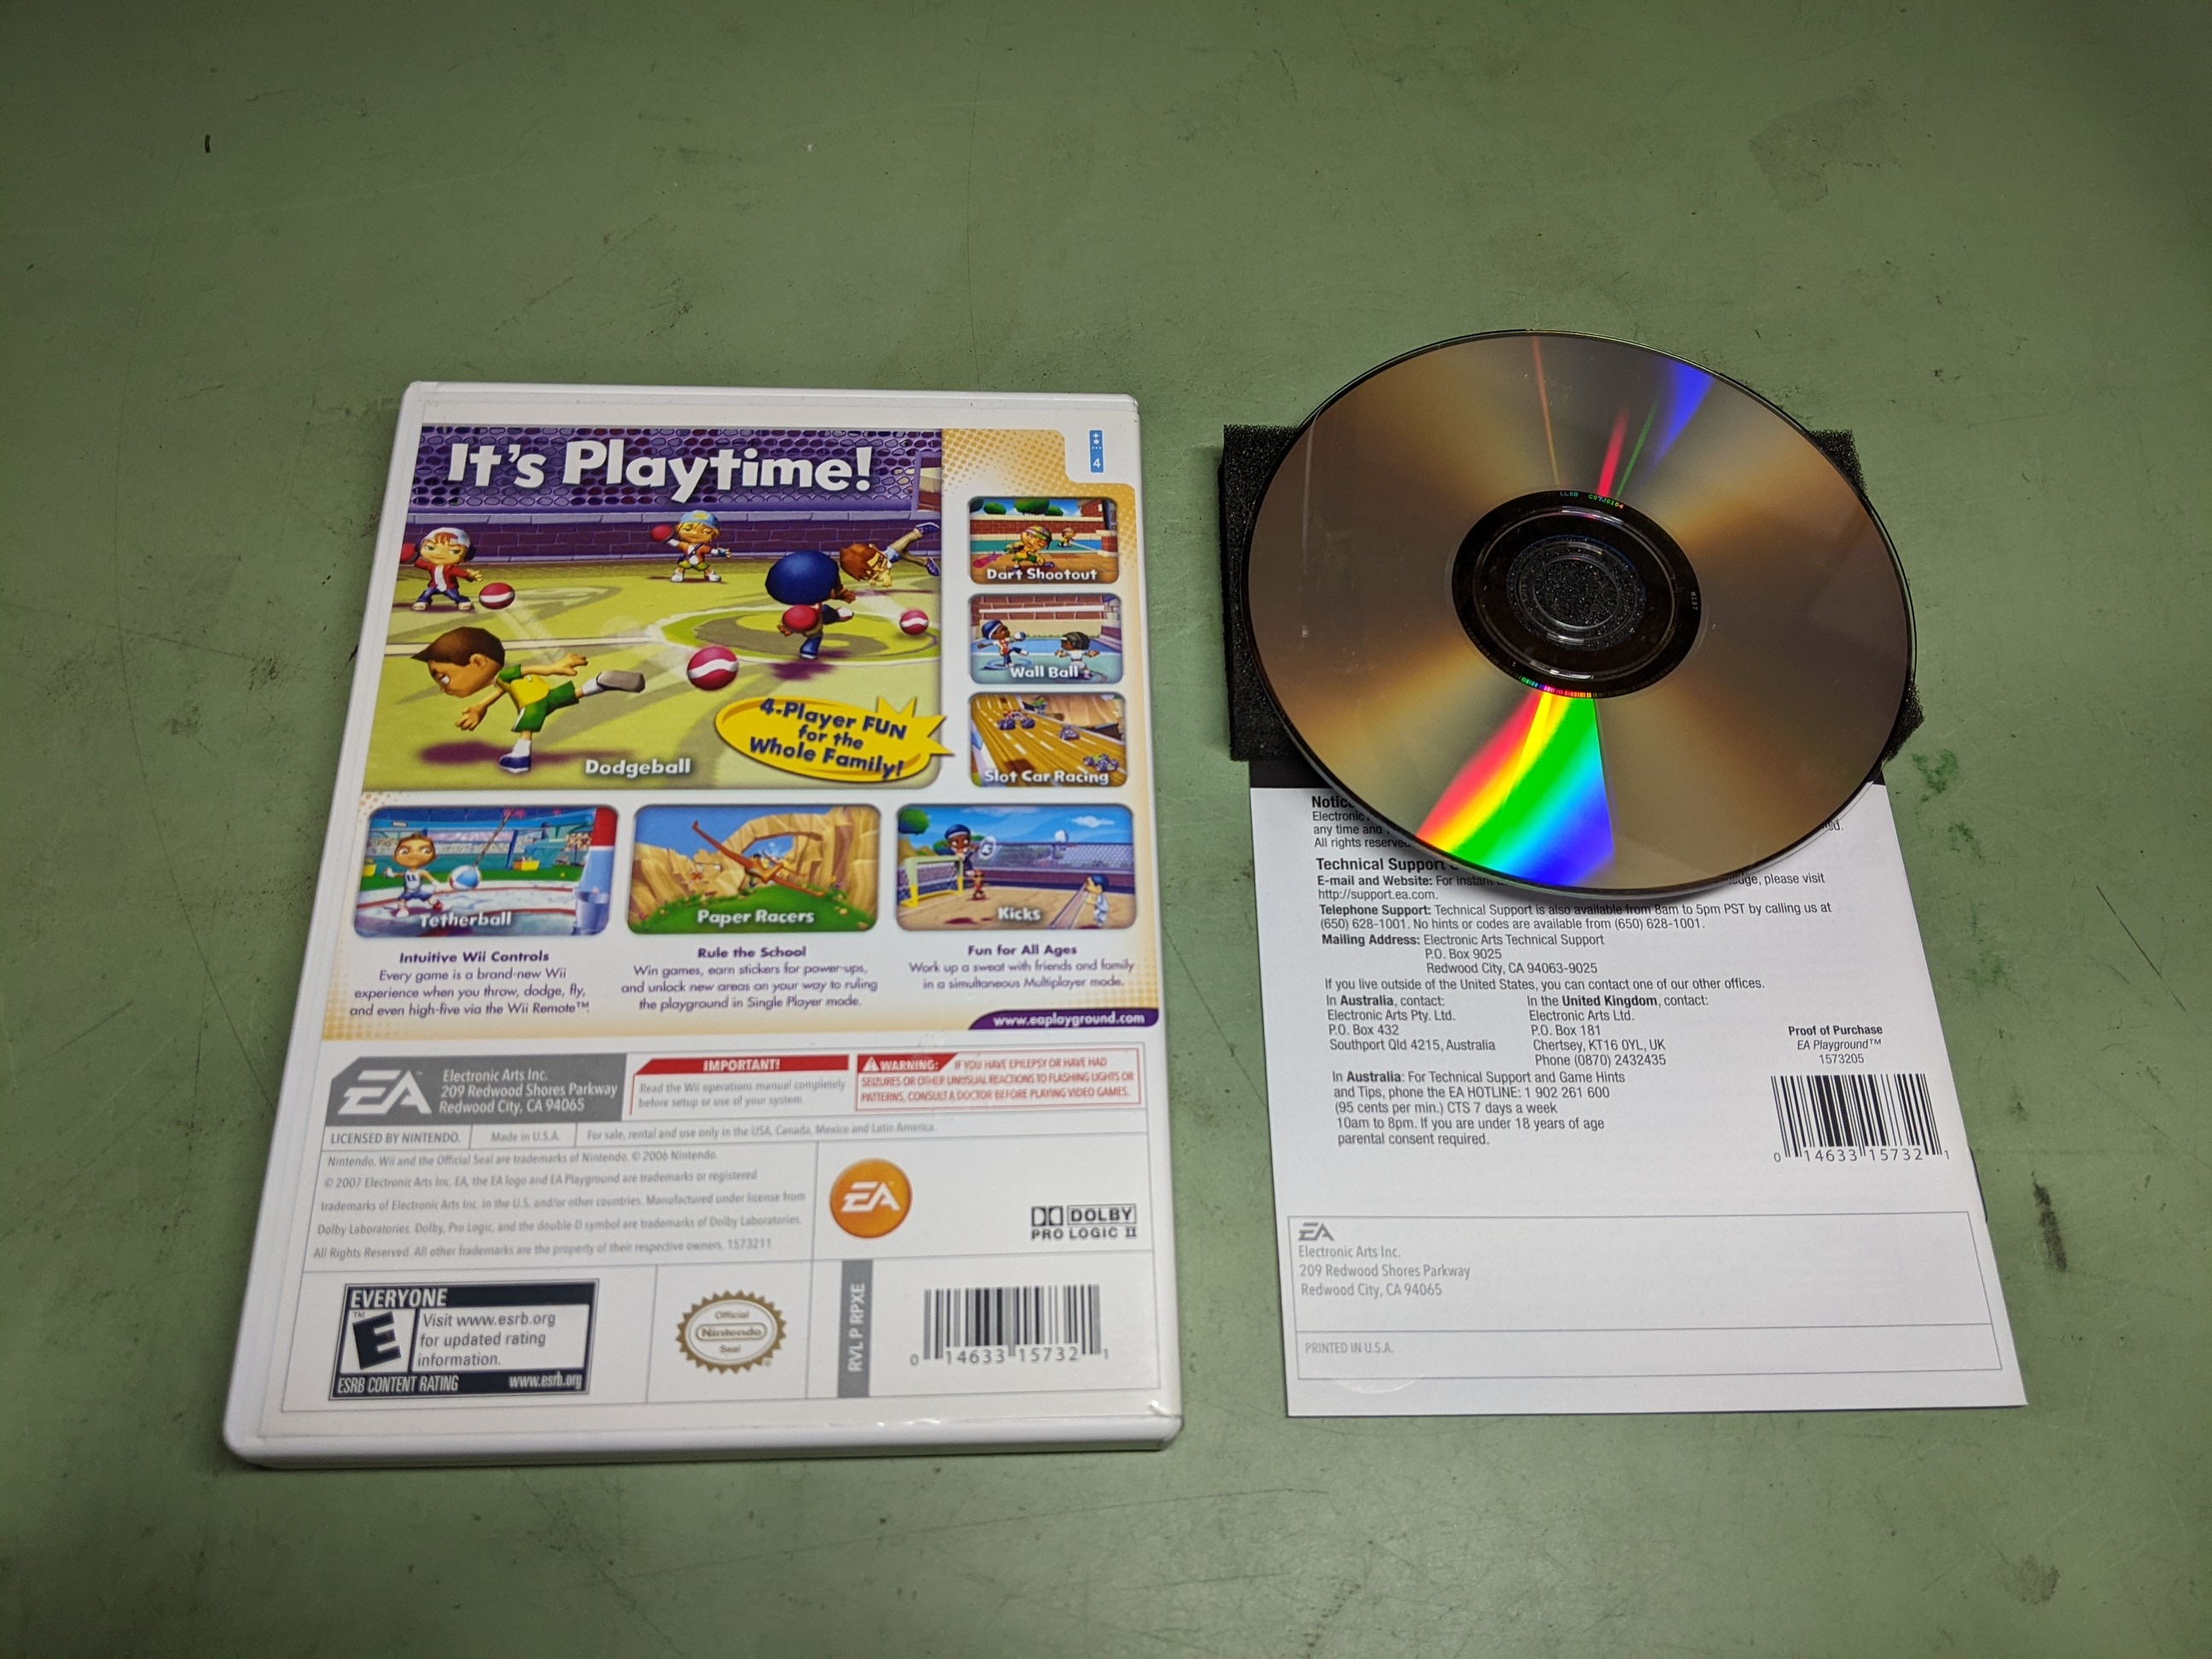 It's Playtime!
4
Dart Shootout
Wall Ball
Slot Car Racing
4-Player FUN
for the
Whole Family!
Dodgeball
Tetherball
Paper Racers
Kicks
Intuitive Wii Controls
Every game is a brand-new Wii
experience when you throw, dodge, fly,
and even high-five via the Wii Remote™.
Rule the School
Win games, earn stickers for power-ups,
and unlock new areas on your way to ruling
the playground in Single Player mode.
Fun for All Ages
Work up a sweat with friends and family
in a simultaneous Multiplayer mode.
www.eaplayground.com
EA
Electronic Arts Inc.
209 Redwood Shores Parkway
Redwood City, CA 94065
IMPORTANT!
Read the Wii operations manual completely
before setup or use of your system.
WARNING: IF YOU HAVE EPILEPSY OR HAVE HAD
SEIZURES OR OTHER UNUSUAL REACTIONS TO FLASHING LIGHTS OR
PATTERNS, CONSULT A DOCTOR BEFORE PLAYING VIDEO GAMES.
LICENSED BY NINTENDO.
Made in U.S.A.
For sale, rental and use only in the USA, Canada, Mexico and Latin America.
Nintendo, Wii and the Official Seal are trademarks of Nintendo. © 2006 Nintendo.
© 2007 Electronic Arts Inc. EA, the EA logo and EA Playground are trademarks or registered
trademarks of Electronic Arts Inc. in the U.S. and/or other countries. Manufactured under license from
Dolby Laboratories. Dolby, Pro Logic, and the double-D symbol are trademarks of Dolby Laboratories.
All Rights Reserved. All other trademarks are the property of their respective owners. 1573211
EA
DOLBY
PRO LOGIC II
EVERYONE
E
TM
Visit www.esrb.org
for updated rating
information.
ESRB CONTENT RATING www.esrb.org
Official
Nintendo
Seal
RVL P RPXE
0 14633 15732 1
Notic
Electronic
any time and
All rights reserve
Technical Support
E-mail and Website: For instan
please visit
http://support.ea.com.
Telephone Support: Technical Support is also available from 8am to 5pm PST by calling us at
(650) 628-1001. No hints or codes are available from (650) 628-1001.
Mailing Address: Electronic Arts Technical Support
P.O. Box 9025
Redwood City, CA 94063-9025
If you live outside of the United States, you can contact one of our other offices.
In Australia, contact:
Electronic Arts Pty. Ltd.
P.O. Box 432
Southport Qld 4215, Australia
In the United Kingdom, contact:
Electronic Arts Ltd.
P.O. Box 181
Chertsey, KT16 0YL, UK
Phone (0870) 2432435
In Australia: For Technical Support and Game Hints
and Tips, phone the EA HOTLINE: 1 902 261 600
(95 cents per min.) CTS 7 days a week
10am to 8pm. If you are under 18 years of age
parental consent required.
Proof of Purchase
EA Playground™
1573205
0 14633 15732 1
EA
Electronic Arts Inc.
209 Redwood Shores Parkway
Redwood City, CA 94065
PRINTED IN U.S.A.